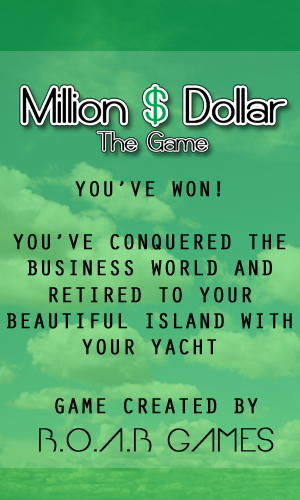 Million $ Dollar
The Game
YOU'VE WON!
YOU'VE CONQUERED THE
BUSINESS WORLD AND
RETIRED TO YOUR
BEAUTIFUL ISLAND WITH
YOUR YACHT
GAME CREATED BY
R.O.A.R GAMES